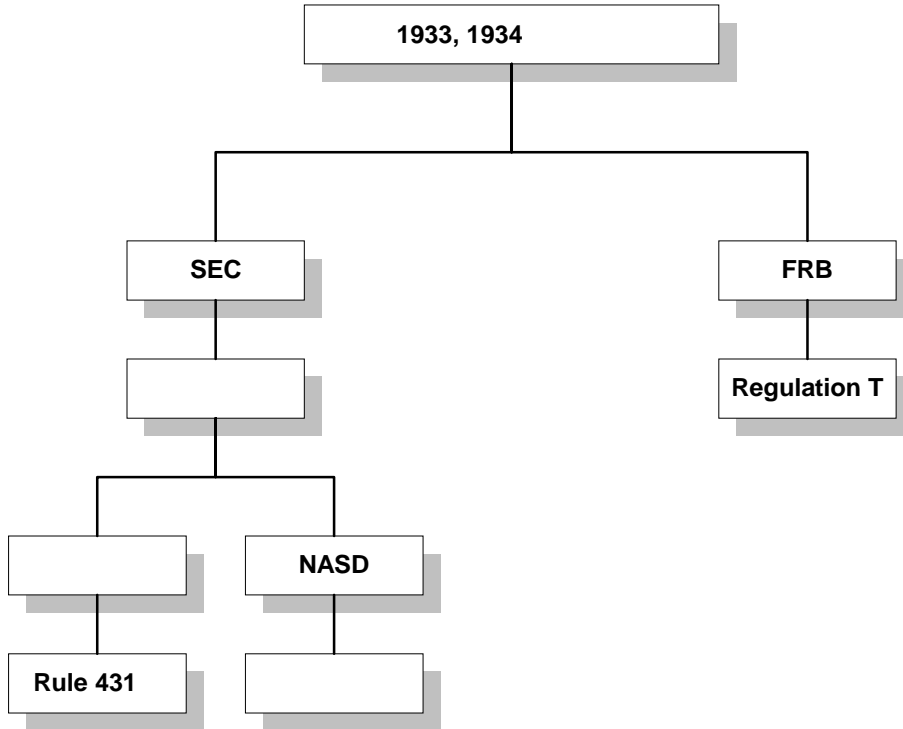 1933, 1934
SEC
FRB
Regulation T
NASD
Rule 431